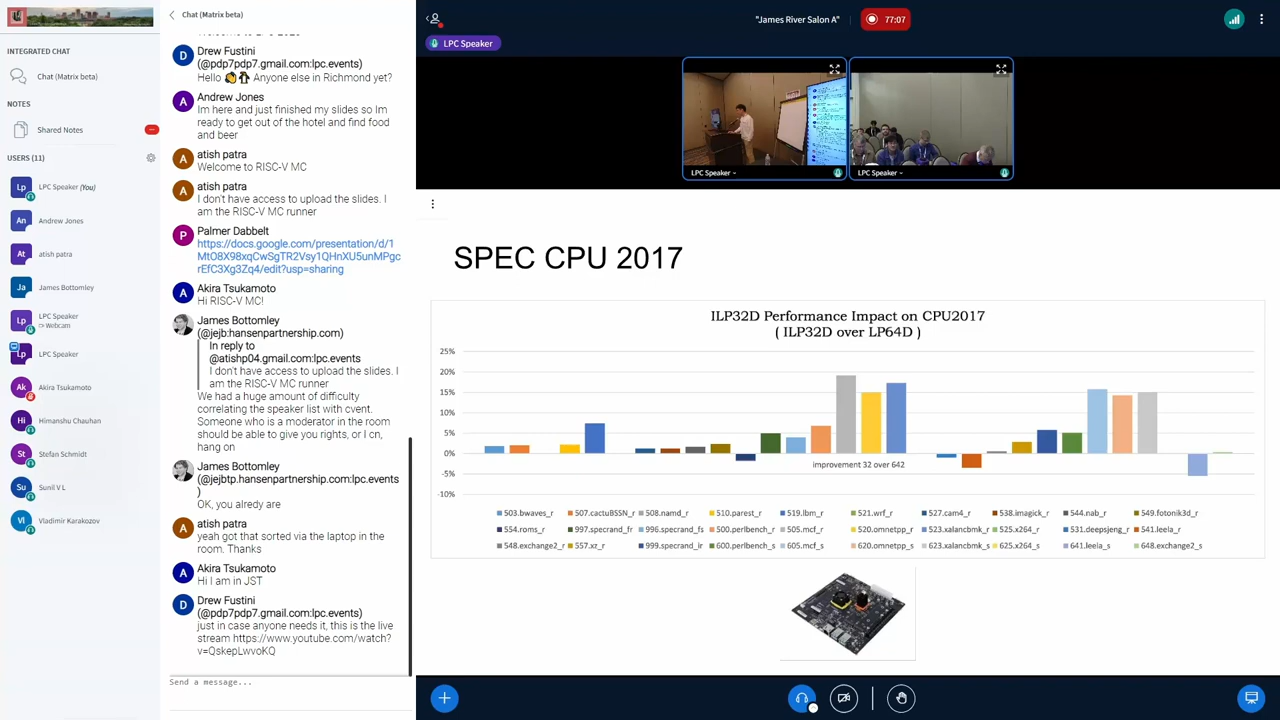 INTEGRATED CHAT
Chat (Matrix beta)
NOTES
Shared Notes
USERS (11)
Lp LPC Speaker (You)
An Andrew Jones
At atish patra
Ja James Bottomley
Lp LPC Speaker
Webcam
Lp LPC Speaker
Ak Akira Tsukamoto
Hi Himanshu Chauhan
St Stefan Schmidt
Su Sunil V L
Vl Vladimir Karakozov
Chat (Matrix beta)
D Drew Fustini
(@pdp7pdp7.gmail.com:lpc.events)
Hello Anyone else in Richmond yet?
A Andrew Jones
Im here and just finished my slides so Im
ready to get out of the hotel and find food
and beer
A atish patra
Welcome to RISC-V MC
A atish patra
I don't have access to upload the slides. I
am the RISC-V MC runner
P Palmer Dabbelt
https://docs.google.com/presentation/d/1
MtO8X98xqCwSgTR2Vsy1QHnXU5unMPgc
rEfC3Xg3Zq4/edit?usp=sharing
A Akira Tsukamoto
Hi RISC-V MC!
James Bottomley
(@jejb:hansenpartnership.com)
In reply to
@atishp04.gmail.com:lpc.events
I don't have access to upload the slides. I
am the RISC-V MC runner
We had a huge amount of difficulty
correlating the speaker list with cvent.
Someone who is a moderator in the room
should be able to give you rights, or I cn,
hang on
James Bottomley
(@jejbtp.hansenpartnership.com:lpc.events
)
OK, you alredy are
A atish patra
yeah got that sorted via the laptop in the
room. Thanks
A Akira Tsukamoto
Hi I am in JST
D Drew Fustini
(@pdp7pdp7.gmail.com:lpc.events)
just in case anyone needs it, this is the live
stream https://www.youtube.com/watch?
v=QskepLwvoKQ
Send a message...
"James River Salon A"
77:07
LPC Speaker
LPC Speaker
LPC Speaker
SPEC CPU 2017
ILP32D Performance Impact on CPU2017
( ILP32D over LP64D )
25%
20%
15%
10%
5%
0%
-5%
-10%
improvement 32 over 642
503.bwaves_r 507.cactuBSSN_r 508.namd_r 510.parest_r 519.lbm_r 521.wrf_r 527.cam4_r 538.imagick_r 544.nab_r 549.fotonik3d_r
554.roms_r 997.specrand_fr 996.specrand_fs 500.perlbench_r 505.mcf_r 520.omnetpp_r 523.xalancbmk_r 525.x264_r 531.deepsjeng_r 541.leela_r
548.exchange2_r 557.xz_r 999.specrand_ir 600.perlbench_s 605.mcf_s 620.omnetpp_s 623.xalancbmk_s 625.x264_s 641.leela_s 648.exchange2_s